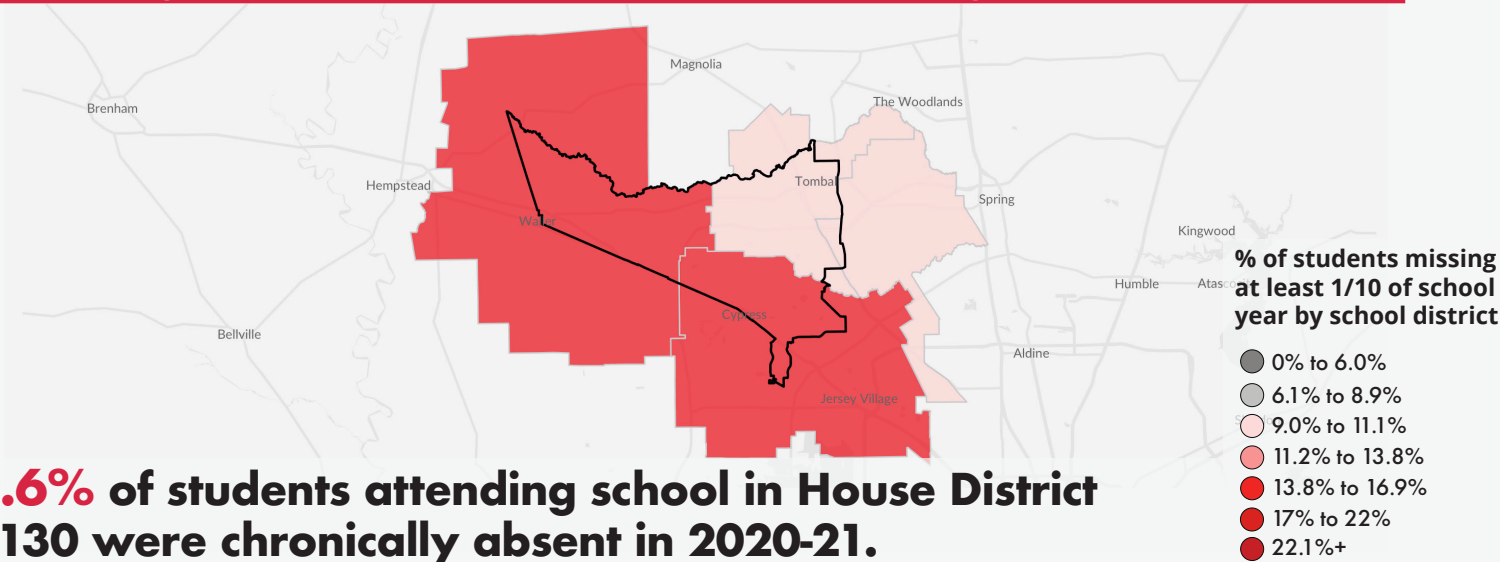 Magnolia
The Woodlands
Brenham
Tombal
Hempstead
Spring
Waller
Kingwood
% of students missing
at least 1/10 of school
year by school district
Humble
Atasco
Cypress
Bellville
Aldine
0% to 6.0%
6.1% to 8.9%
Jersey Village
9.0% to 11.1%
11.2% to 13.8%
13.8% to 16.9%
17% to 22%
22.1%+
.6% of students attending school in House District
130 were chronically absent in 2020-21.